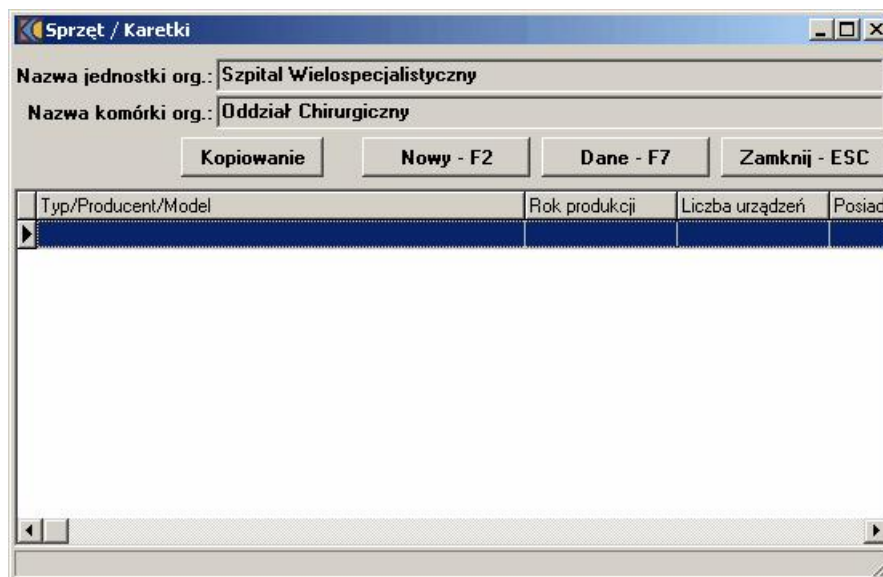 Sprzęt / Karetki
Nazwa jednostki org.: Szpital Wielospecjalistyczny
Nazwa komórki org.: Oddział Chirurgiczny
Kopiowanie Nowy - F2 Dane - F7 Zamknij - ESC
Typ/Producent/Model Rok produkcji Liczba urządzeń Posiad